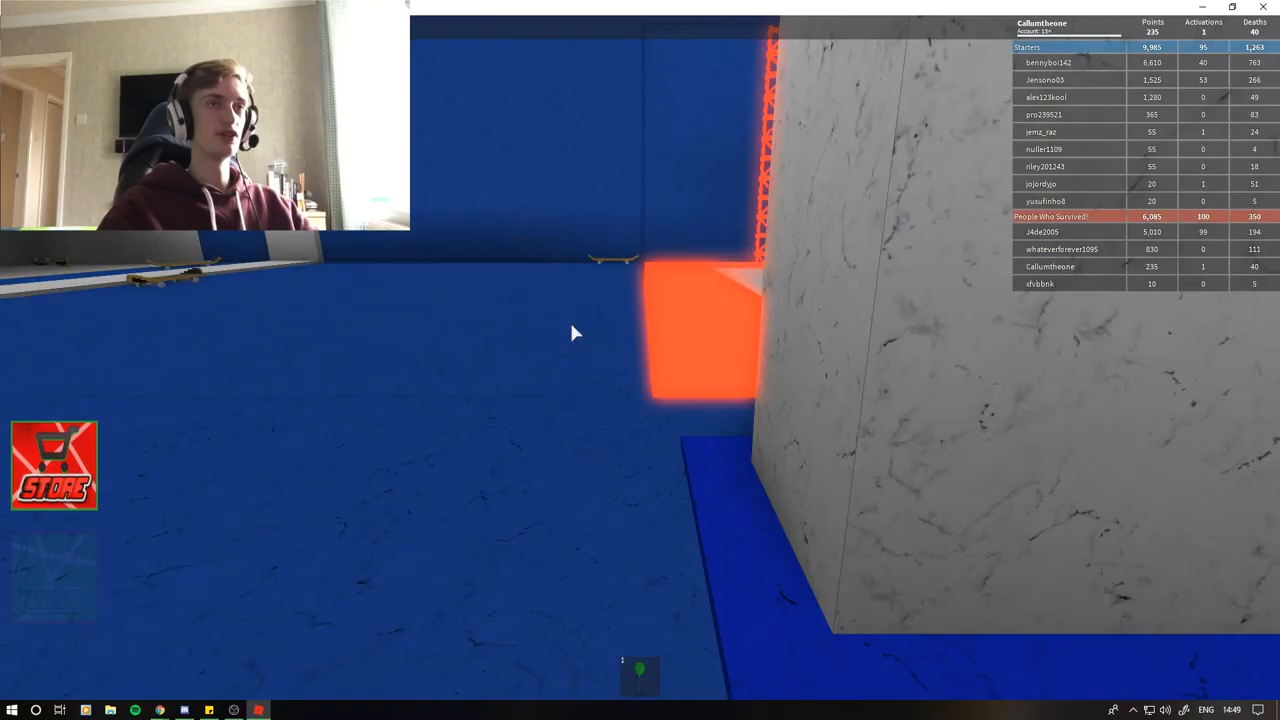 Callumtheone Points Activations Deaths
Account: 13+ 235 1 40
Starters 9,985 95 1,263
bennyboi142 6,610 40 763
Jensono03 1,525 53 266
alex123kool 1,280 0 49
pro239521 365 0 83
jemz_raz 55 1 24
nuller1109 55 0 4
riley201243 55 0 18
jojordyjo 20 1 51
yusufinho8 20 0 5
People Who Survived! 6,085 100 350
J4de2005 5,010 99 194
whateverforever1095 830 0 111
Callumtheone 235 1 40
xfvbbnk 10 0 5
STORE
1
ENG 14:49